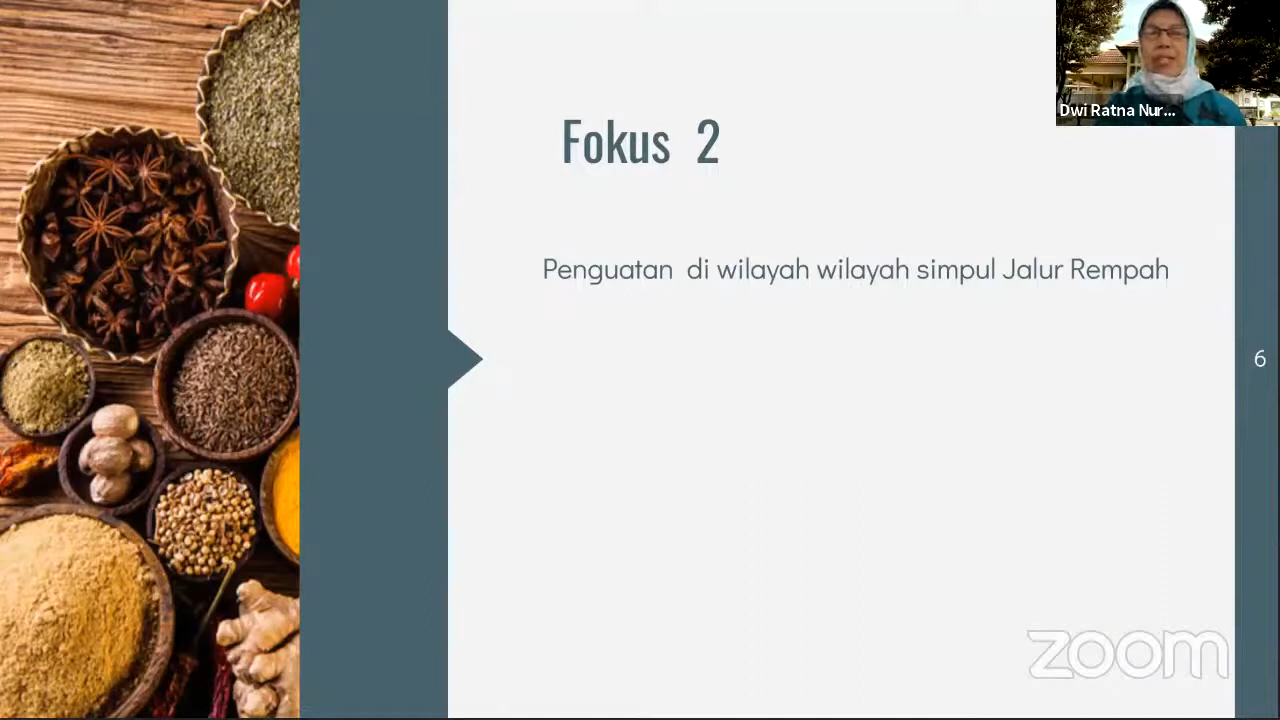 Dwi Ratna Nur...
Fokus 2
Penguatan di wilayah wilayah simpul Jalur Rempah
6
zoom